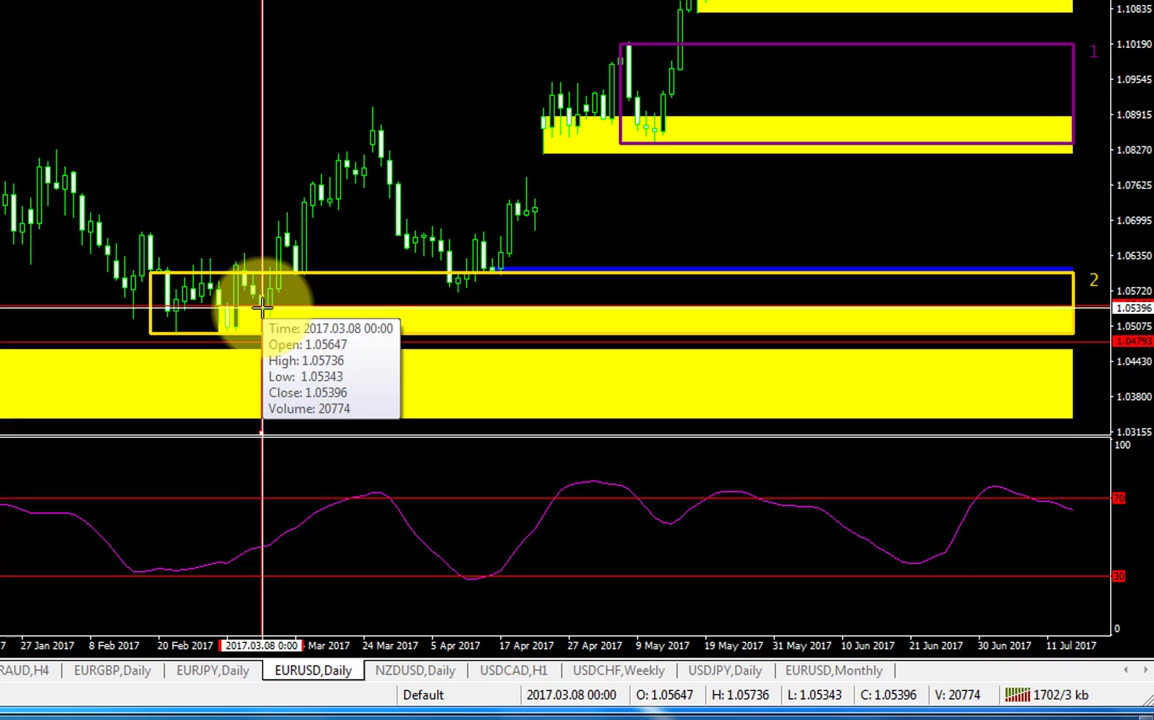 1.10835
1.10190
1
1.09545
1.08915
1.08270
1.07625
1.06995
1.06350
2
1.05720
1.05396
1.05075
1.04793
1.04430
1.03800
1.03155
Time: 2017.03.08 00:00
Open: 1.05647
High: 1.05736
Low: 1.05343
Close: 1.05396
Volume: 20774
100
70
30
0
7 27 Jan 2017 8 Feb 2017 20 Feb 2017 2017.03.08 0:00 Mar 2017 24 Mar 2017 5 Apr 2017 17 Apr 2017 27 Apr 2017 9 May 2017 19 May 2017 31 May 2017 10 Jun 2017 21 Jun 2017 30 Jun 2017 11 Jul 2017
RAUD,H4 EURGBP,Daily EURJPY,Daily EURUSD,Daily NZDUSD,Daily USDCAD,H1 USDCHF,Weekly USDJPY,Daily EURUSD,Monthly
Default 2017.03.08 00:00 O: 1.05647 H: 1.05736 L: 1.05343 C: 1.05396 V: 20774 1702/3 kb